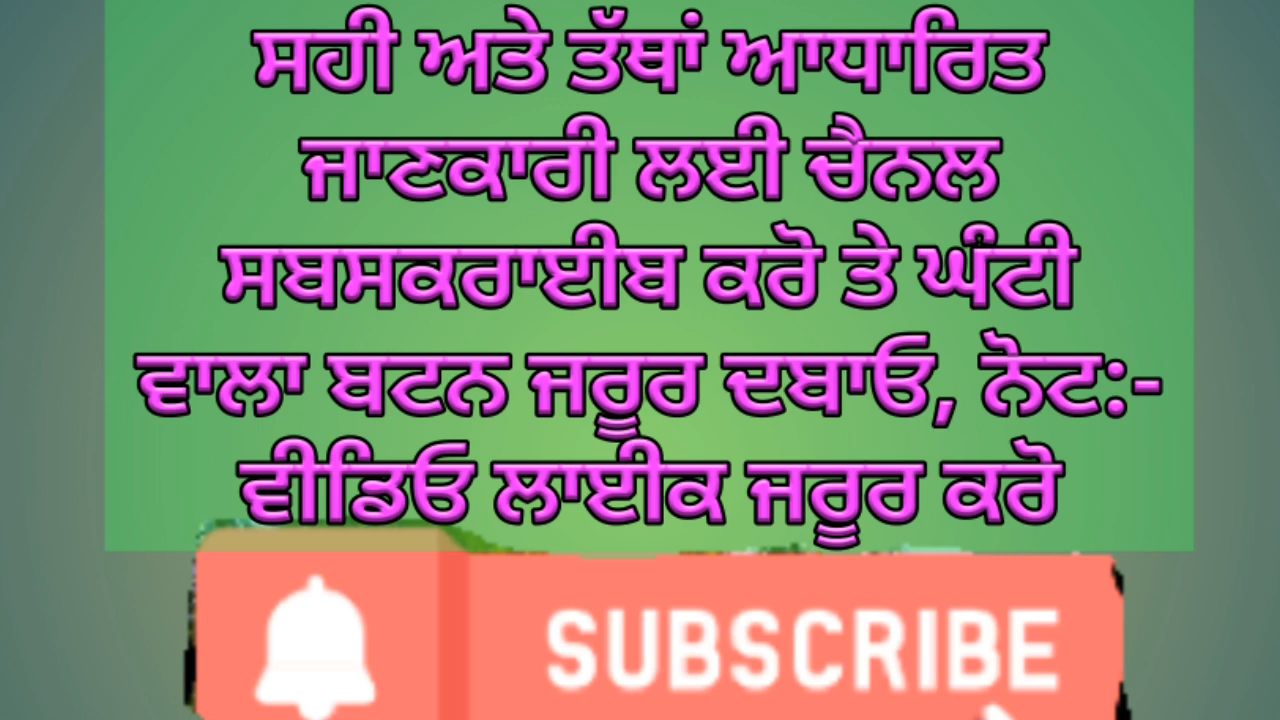 ਸਹੀ ਅਤੇ ਤੱਥਾਂ ਆਧਾਰਿਤ
ਜਾਣਕਾਰੀ ਲਈ ਚੈਨਲ
ਸਬਸਕਰਾਈਬ ਕਰੋ ਤੇ ਘੰਟੀ
ਵਾਲਾ ਬਟਨ ਜਰੂਰ ਦਬਾਓ, ਨੋਟ:-
ਵੀਡਿਓ ਲਾਈਕ ਜਰੂਰ ਕਰੋ
SUBSCRIBE